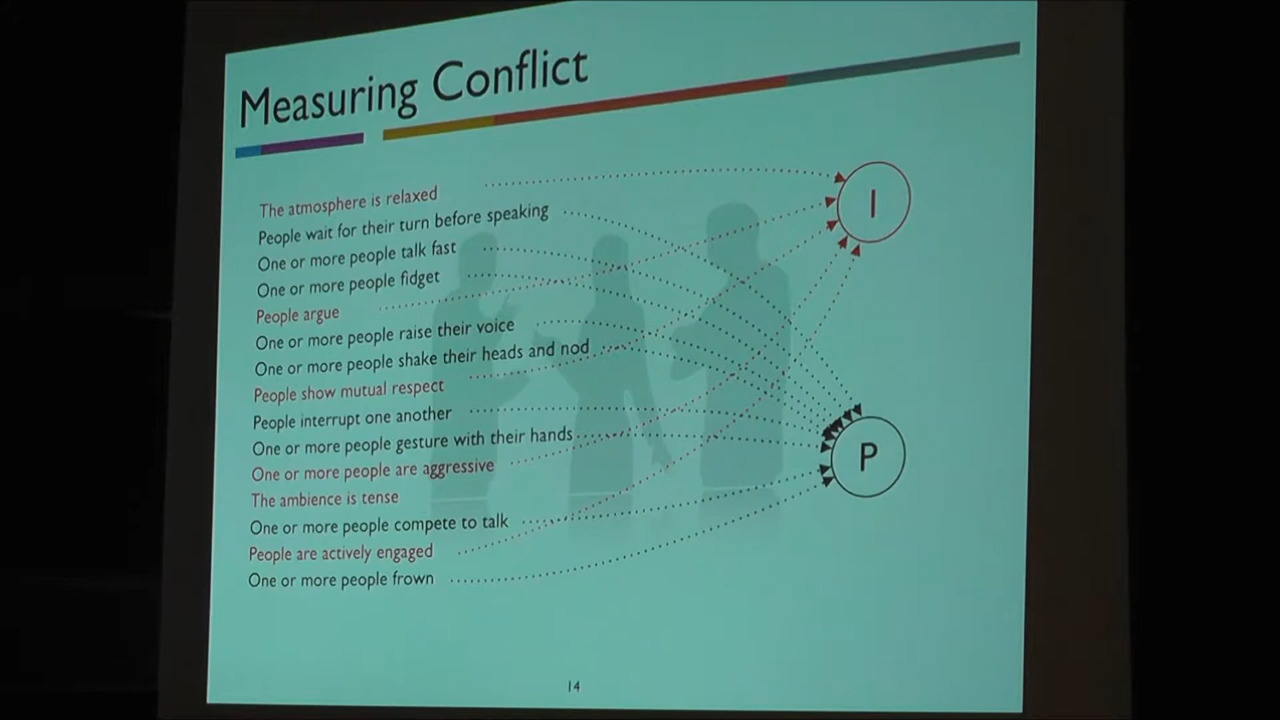 Measuring Conflict
The atmosphere is relaxed
People wait for their turn before speaking
One or more people talk fast
One or more people fidget
People argue
One or more people raise their voice
One or more people shake their heads and nod
People show mutual respect
People interrupt one another
One or more people gesture with their hands
One or more people are aggressive
The ambience is tense
One or more people compete to talk
People are actively engaged
One or more people frown
I
P
14